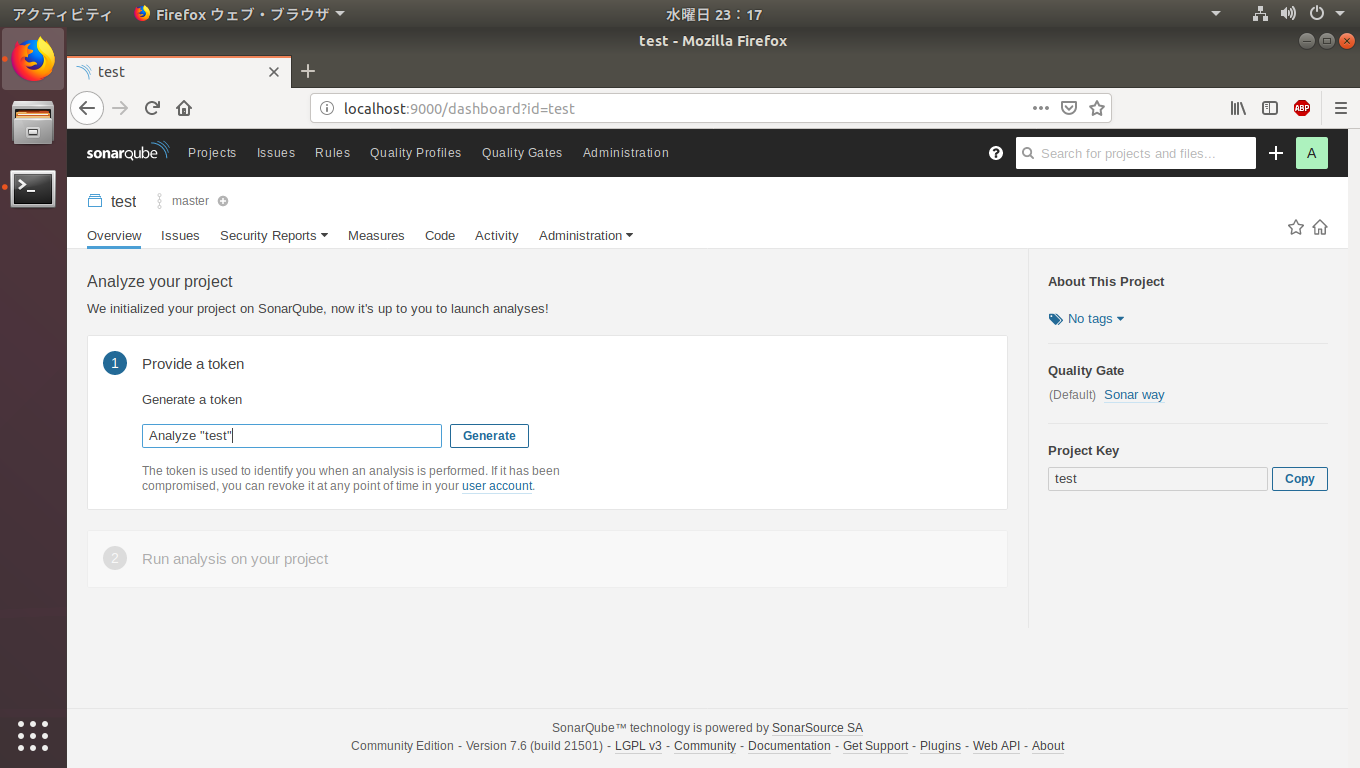 アクティビティ Firefox ウェブ・ブラウザ 水曜日 23：17
test - Mozilla Firefox
test
localhost:9000/dashboard?id=test
ABP
sonarqube Projects Issues Rules Quality Profiles Quality Gates Administration Search for projects and files... A
test master
Overview Issues Security Reports Measures Code Activity Administration
Analyze your project
We initialized your project on SonarQube, now it's up to you to launch analyses!
1 Provide a token
Generate a token
Analyze "test" Generate
The token is used to identify you when an analysis is performed. If it has been
compromised, you can revoke it at any point of time in your user account.
2 Run analysis on your project
About This Project
No tags
Quality Gate
(Default) Sonar way
Project Key
test Copy
SonarQube™ technology is powered by SonarSource SA
Community Edition - Version 7.6 (build 21501) - LGPL v3 - Community - Documentation - Get Support - Plugins - Web API - About